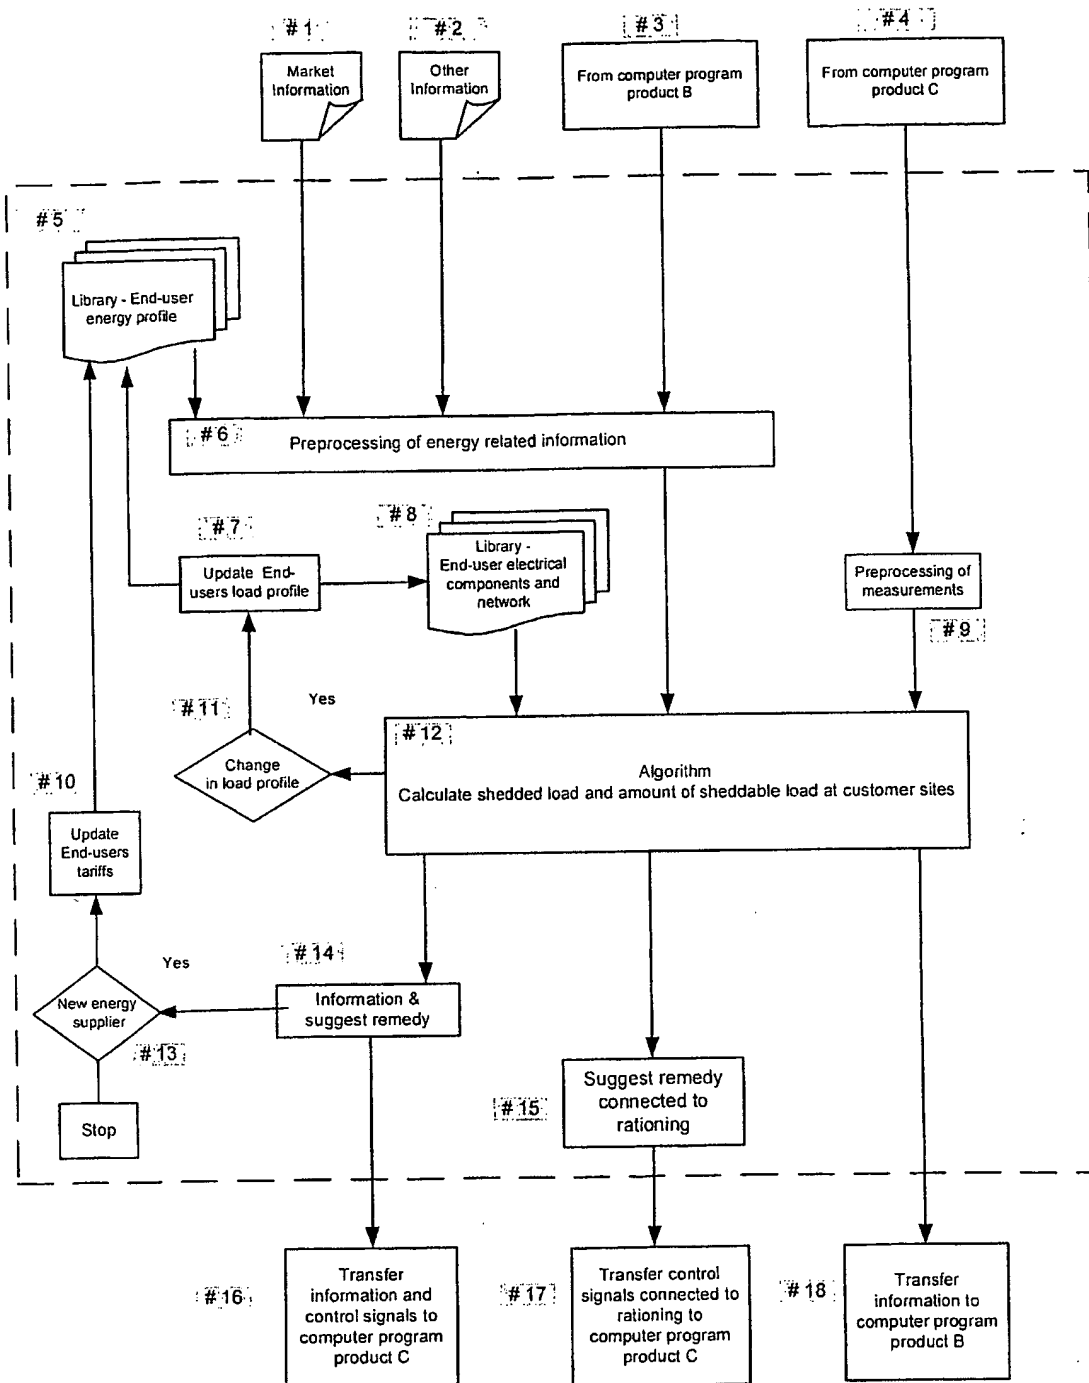 # 1
# 2
# 3
# 4
Market
Information
Other
Information
From computer program
product B
From computer program
product C
# 5
Library - End-user
energy profile
# 6
Preprocessing of energy related information
# 7
Update End-
users load profile
# 8
Library -
End-user electrical
components and
network
Preprocessing of
measurements
# 9
# 11
Yes
Change
in load profile
# 12
Algorithm
Calculate shedded load and amount of sheddable load at customer sites
# 10
Update
End-users
tariffs
Yes
New energy
supplier
# 13
Stop
# 14
Information &
suggest remedy
# 15
Suggest remedy
connected to
rationing
# 16
Transfer
information and
control signals to
computer program
product C
# 17
Transfer control
signals connected to
rationing to
computer program
product C
# 18
Transfer
information to
computer program
product B